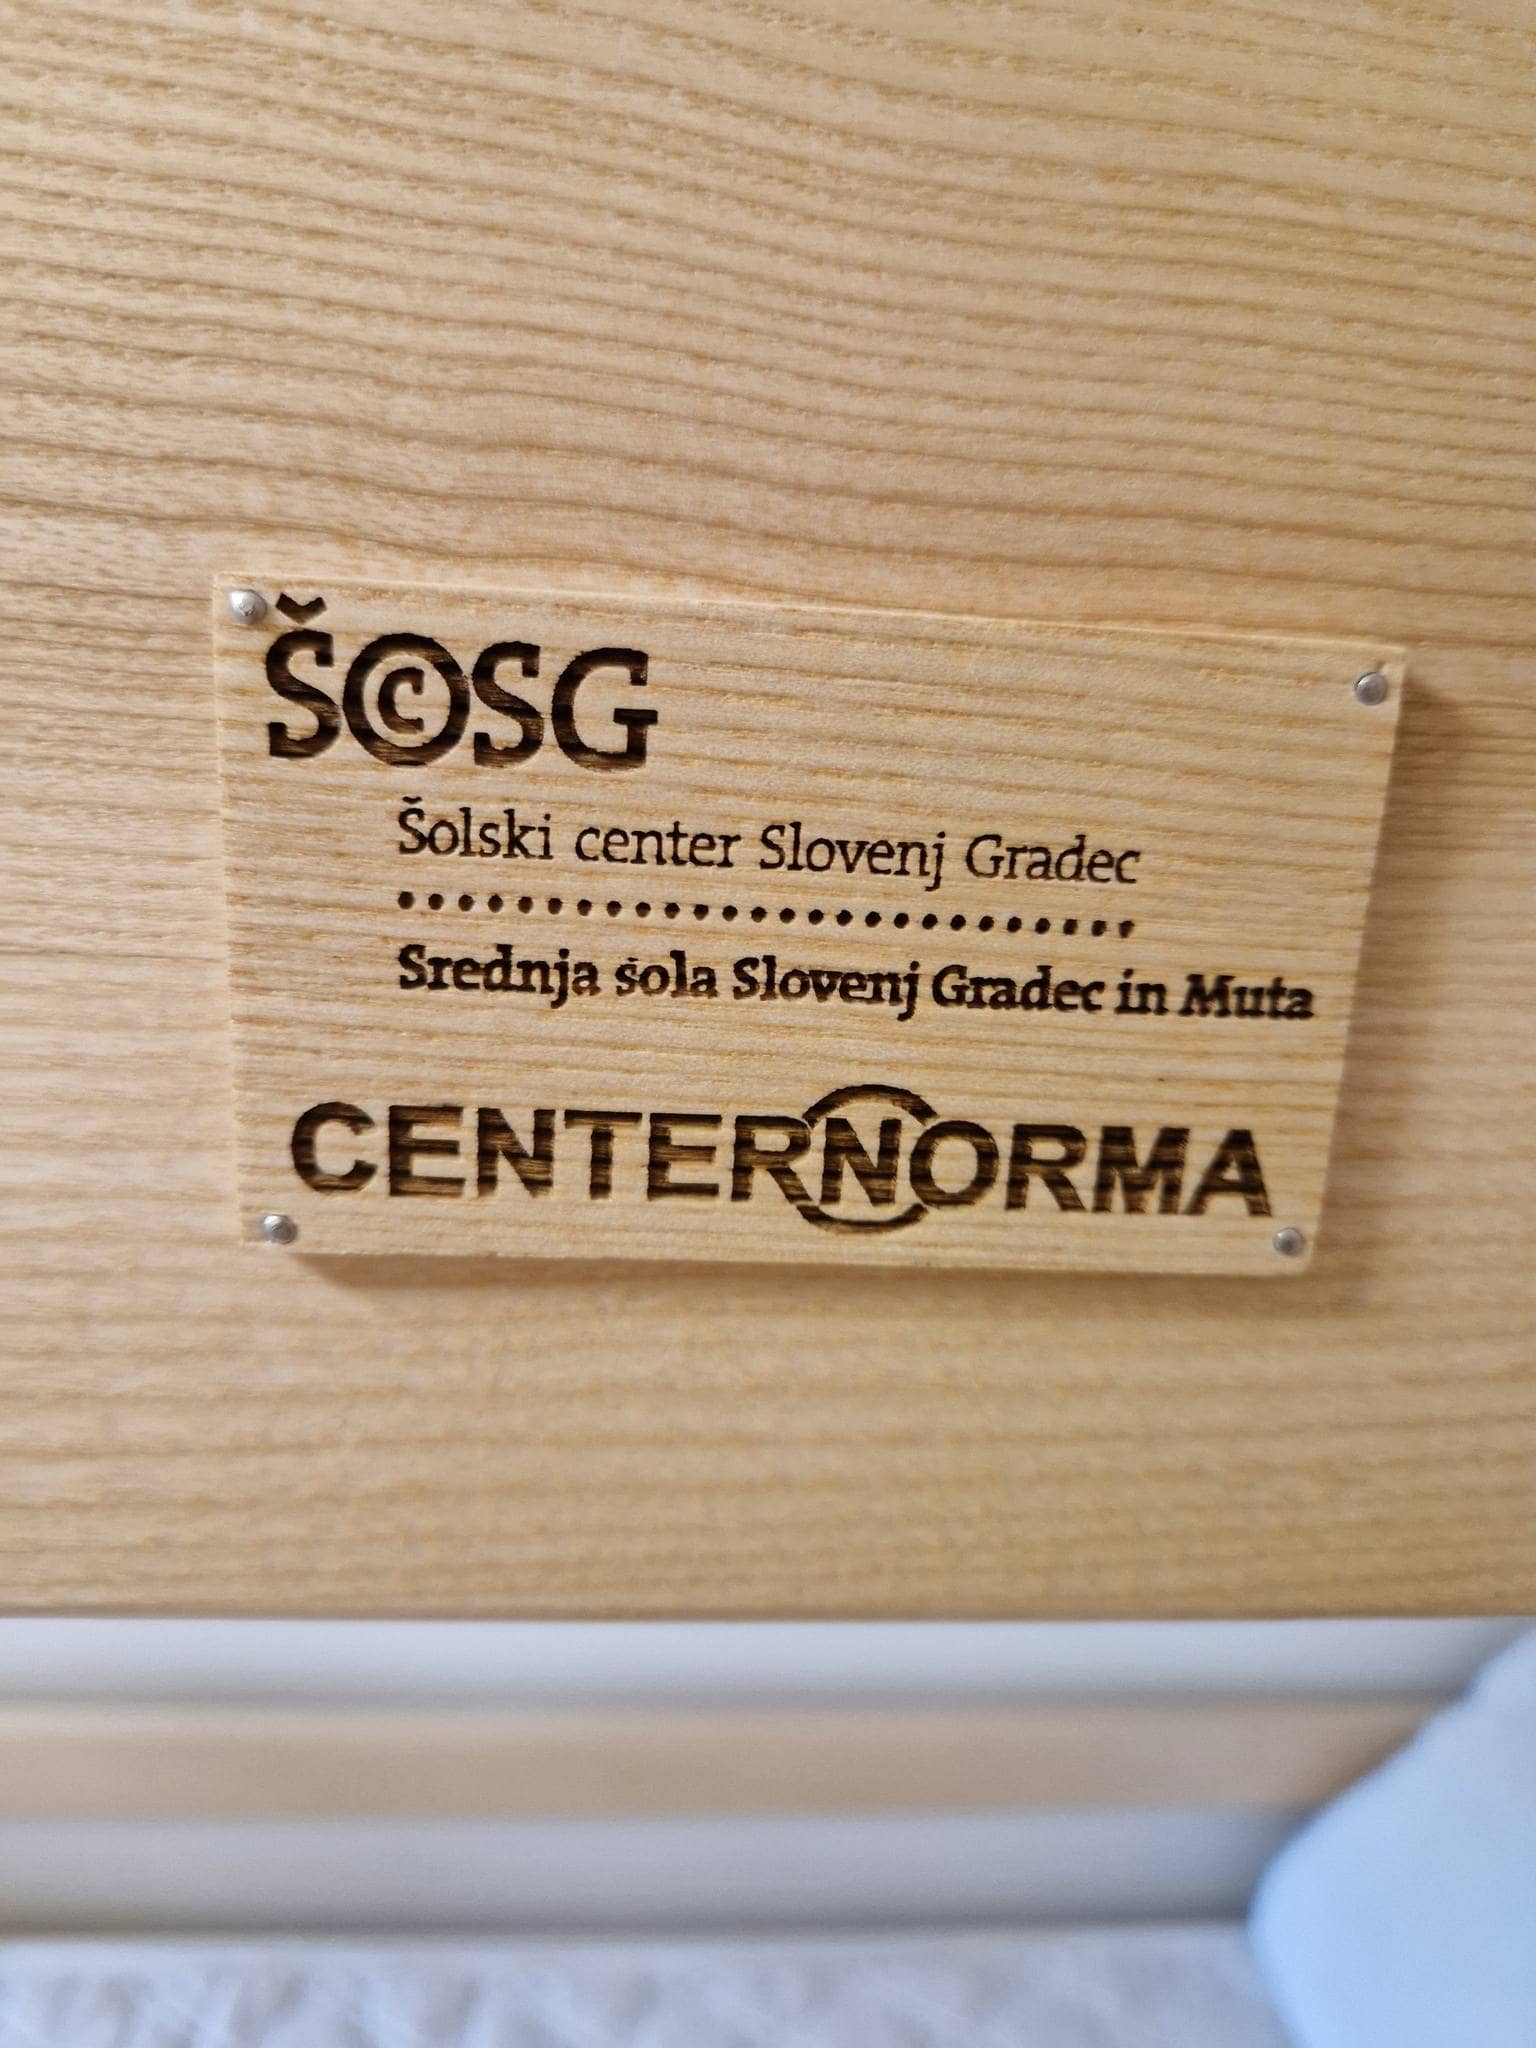 ŠCSG
Šolski center Slovenj Gradec
Srednja šola Slovenj Gradec in Muta
CENTERNORMA